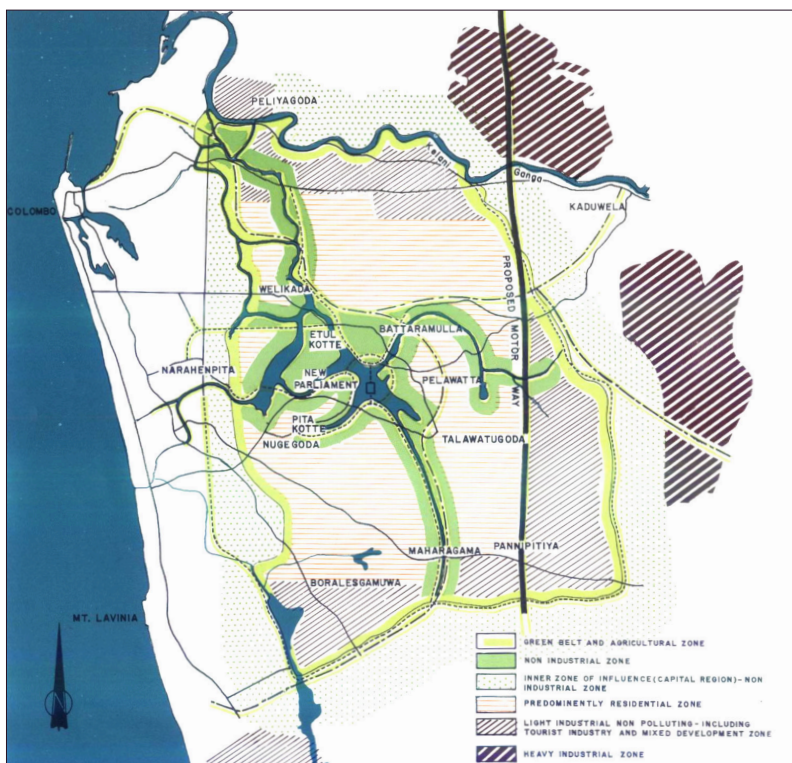 PELIYAGODA
Kelani
Ganga
KADUWELA
COLOMBO
PROPOSED MOTOR WAY
WELIKADA
BATTARAMULLA
ETUL
KOTTE
NARAHENPITA
NEW
PARLIAMENT
PELAWATTA
PITA
KOTTE
NUGEGODA
TALAWATUGODA
MAHARAGAMA
PANNIPITIYA
BORALESGAMUWA
MT. LAVINIA
GREEN BELT AND AGRICULTURAL ZONE
NON INDUSTRIAL ZONE
INNER ZONE OF INFLUENCE (CAPITAL REGION)-NON
INDUSTRIAL ZONE
PREDOMINENTLY RESIDENTIAL ZONE
LIGHT INDUSTRIAL NON POLLUTING-INCLUDING
TOURIST INDUSTRY AND MIXED DEVELOPMENT ZONE
HEAVY INDUSTRIAL ZONE
N